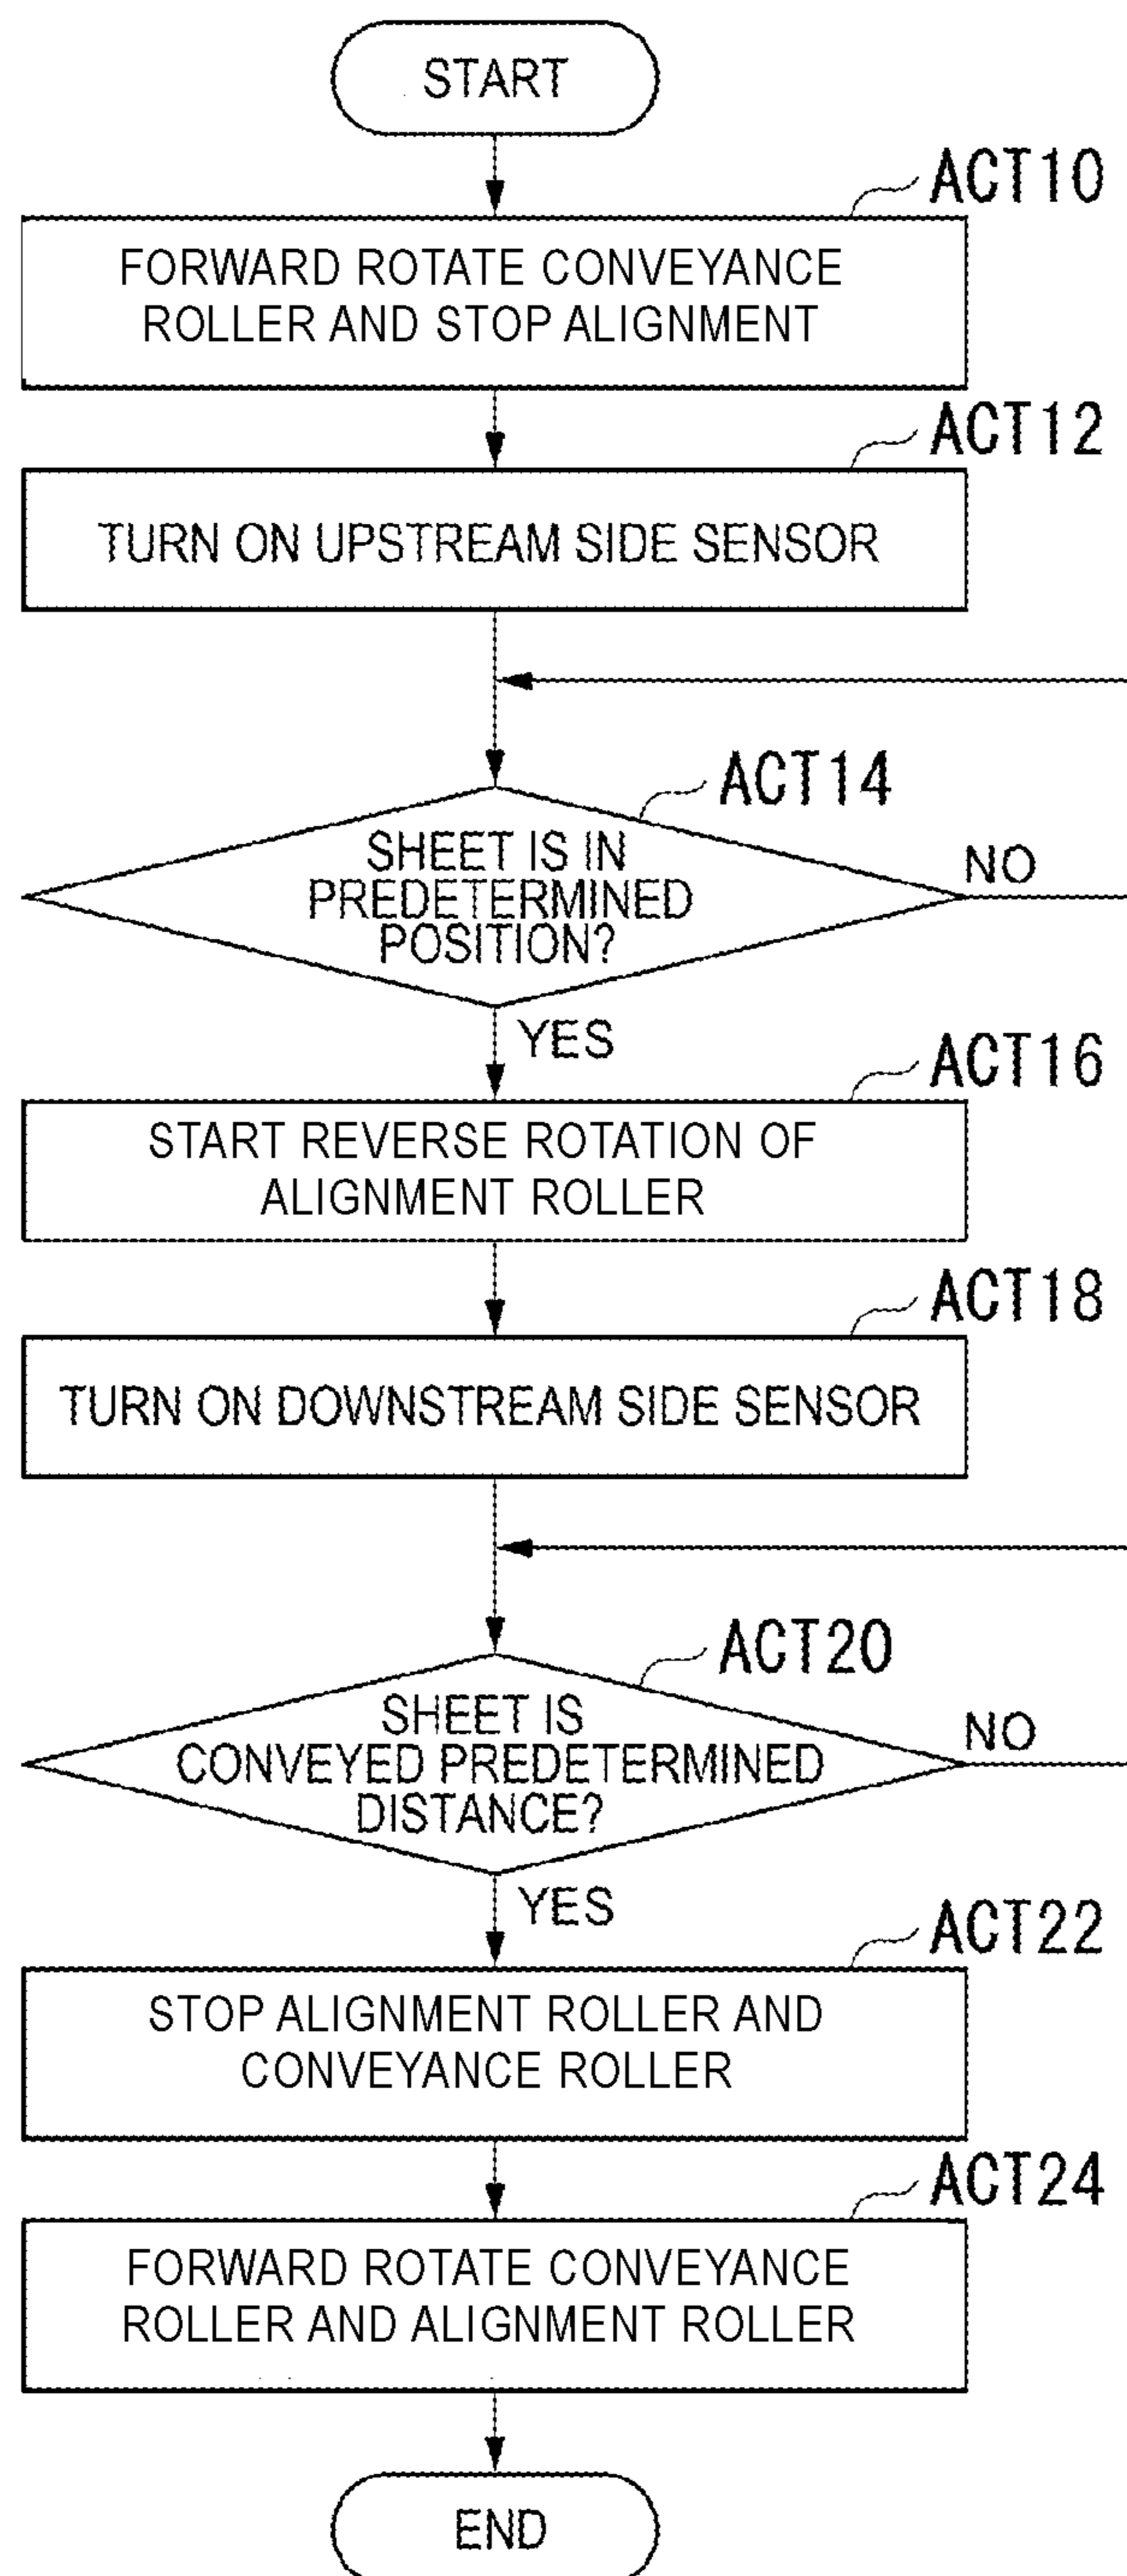 START
ACT10
FORWARD ROTATE CONVEYANCE
ROLLER AND STOP ALIGNMENT
ACT12
TURN ON UPSTREAM SIDE SENSOR
ACT14
SHEET IS IN
PREDETERMINED
POSITION?
NO
YES
ACT16
START REVERSE ROTATION OF
ALIGNMENT ROLLER
ACT18
TURN ON DOWNSTREAM SIDE SENSOR
ACT20
SHEET IS
CONVEYED PREDETERMINED
DISTANCE?
NO
YES
ACT22
STOP ALIGNMENT ROLLER AND
CONVEYANCE ROLLER
ACT24
FORWARD ROTATE CONVEYANCE
ROLLER AND ALIGNMENT ROLLER
END